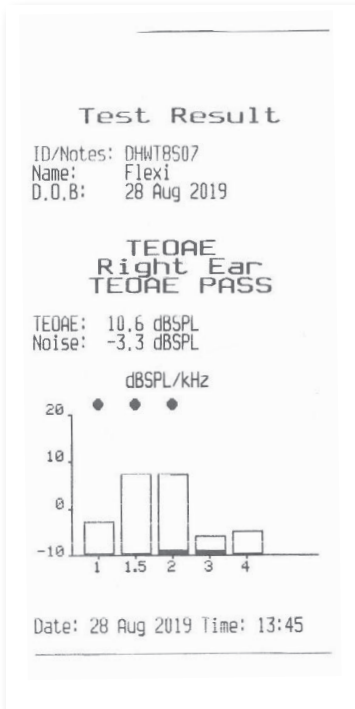 Test Result
ID/Notes: DHWT8S07
Name: Flexi
D.O.B: 28 Aug 2019
TEOAE
Right Ear
TEOAE PASS
TEOAE: 10.6 dBSPL
Noise: -3.3 dBSPL
dBSPL/kHz
20
10
0
-10
1 1.5 2 3 4
Date: 28 Aug 2019 Time: 13:45